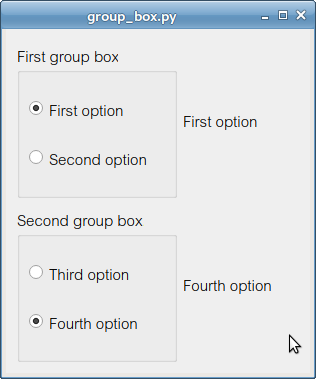 group_box.py
First group box
First option
First option
Second option
Second group box
Third option
Fourth option
Fourth option